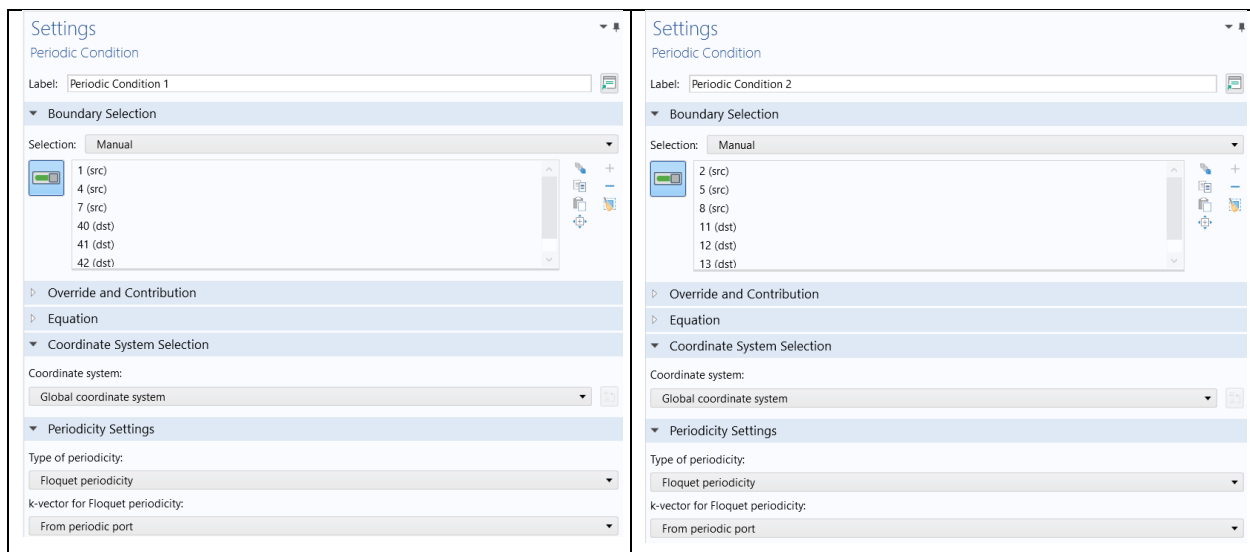 Settings
Periodic Condition
Label: Periodic Condition 1
Boundary Selection
Selection: Manual
1 (src)
4 (src)
7 (src)
40 (dst)
41 (dst)
42 (dst)
Override and Contribution
Equation
Coordinate System Selection
Coordinate system:
Global coordinate system
Periodicity Settings
Type of periodicity:
Floquet periodicity
k-vector for Floquet periodicity:
From periodic port
Settings
Periodic Condition
Label: Periodic Condition 2
Boundary Selection
Selection: Manual
2 (src)
5 (src)
8 (src)
11 (dst)
12 (dst)
13 (dst)
Override and Contribution
Equation
Coordinate System Selection
Coordinate system:
Global coordinate system
Periodicity Settings
Type of periodicity:
Floquet periodicity
k-vector for Floquet periodicity:
From periodic port